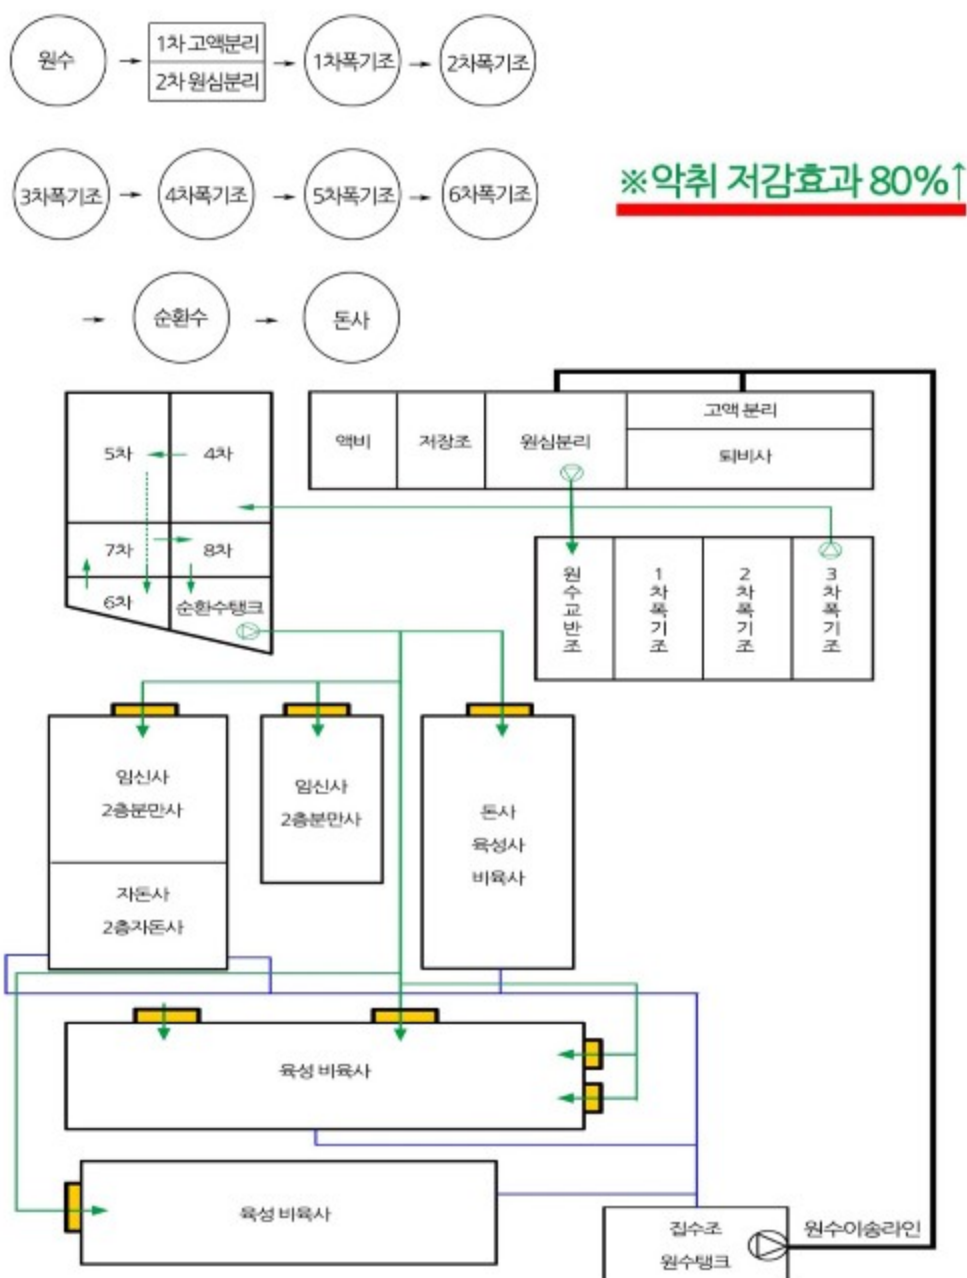 원수
1차 고액분리
2차 원심분리
1차폭기조
2차폭기조
3차폭기조
4차폭기조
5차폭기조
6차폭기조
※악취 저감효과 80%↑
순환수
돈사
5차
4차
7차
8차
6차
순환수탱크
액비
저장조
원심분리
고액 분리
퇴비사
원수교반조
1차폭기조
2차폭기조
3차폭기조
임신사
2층분만사
자돈사
2층자돈사
임신사
2층분만사
돈사
육성사
비육사
육성 비육사
육성 비육사
집수조
원수탱크
원수이송라인